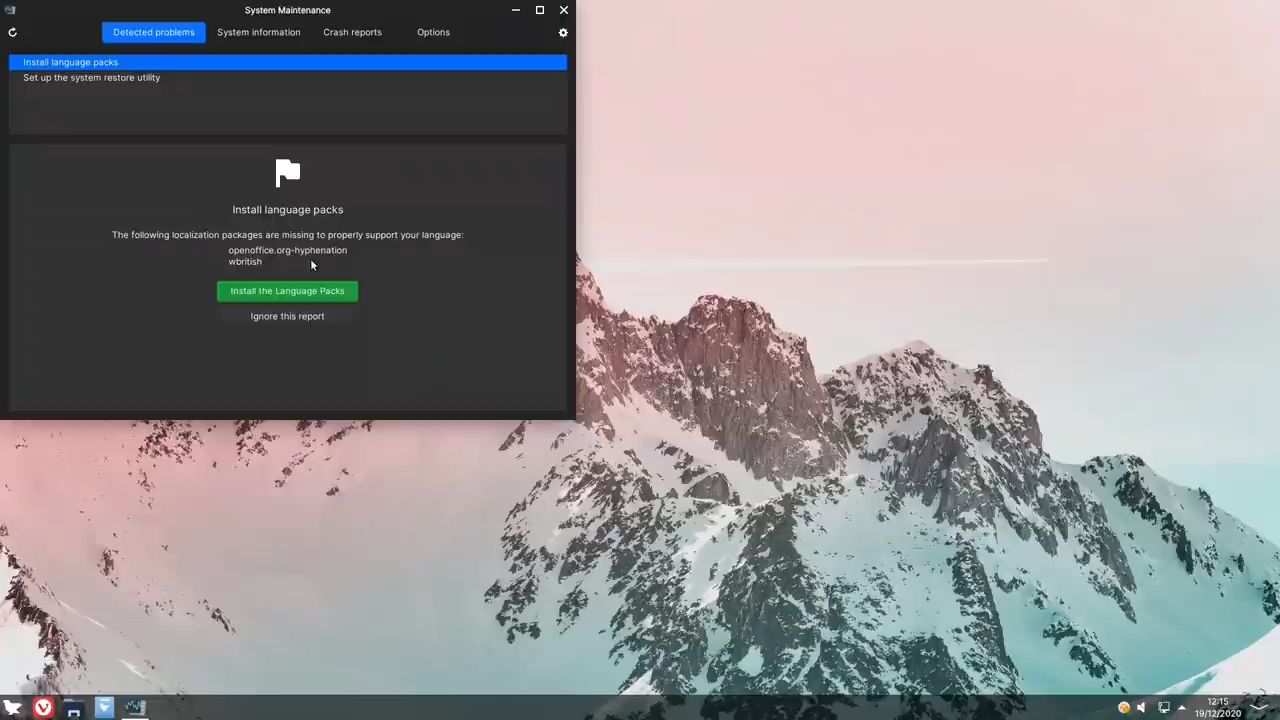 System Maintenance
Detected problems
System information
Crash reports
Options
Install language packs
Set up the system restore utility
Install language packs
The following localization packages are missing to properly support your language:
openoffice.org-hyphenation
wbritish
Install the Language Packs
Ignore this report
12:15
19/12/2020